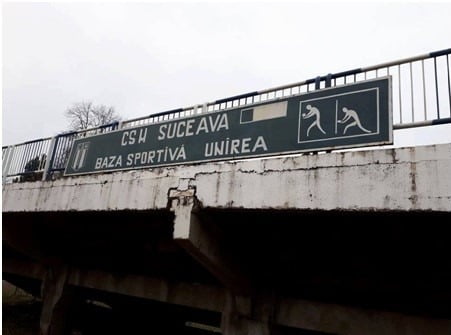 CSM SUCEAVA
BAZA SPORTIVĂ UNIREA